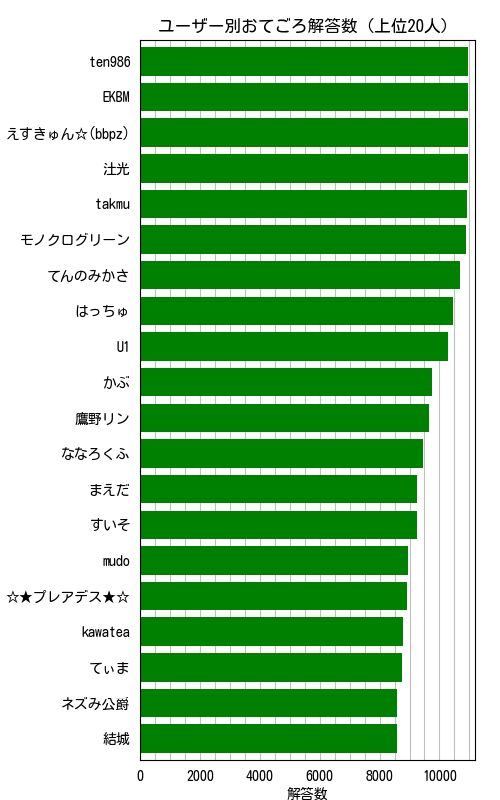 ユーザー別おてごろ解答数（上位20人）
ten986
EKBM
えすきゅん☆(bbpz)
汢光
takmu
モノクログリーン
てんのみかさ
はっちゅ
U1
かぶ
鷹野リン
ななろくふ
まえだ
すいそ
mudo
☆★プレアデス★☆
kawatea
てぃま
ネズみ公爵
結城
0 2000 4000 6000 8000 10000
解答数